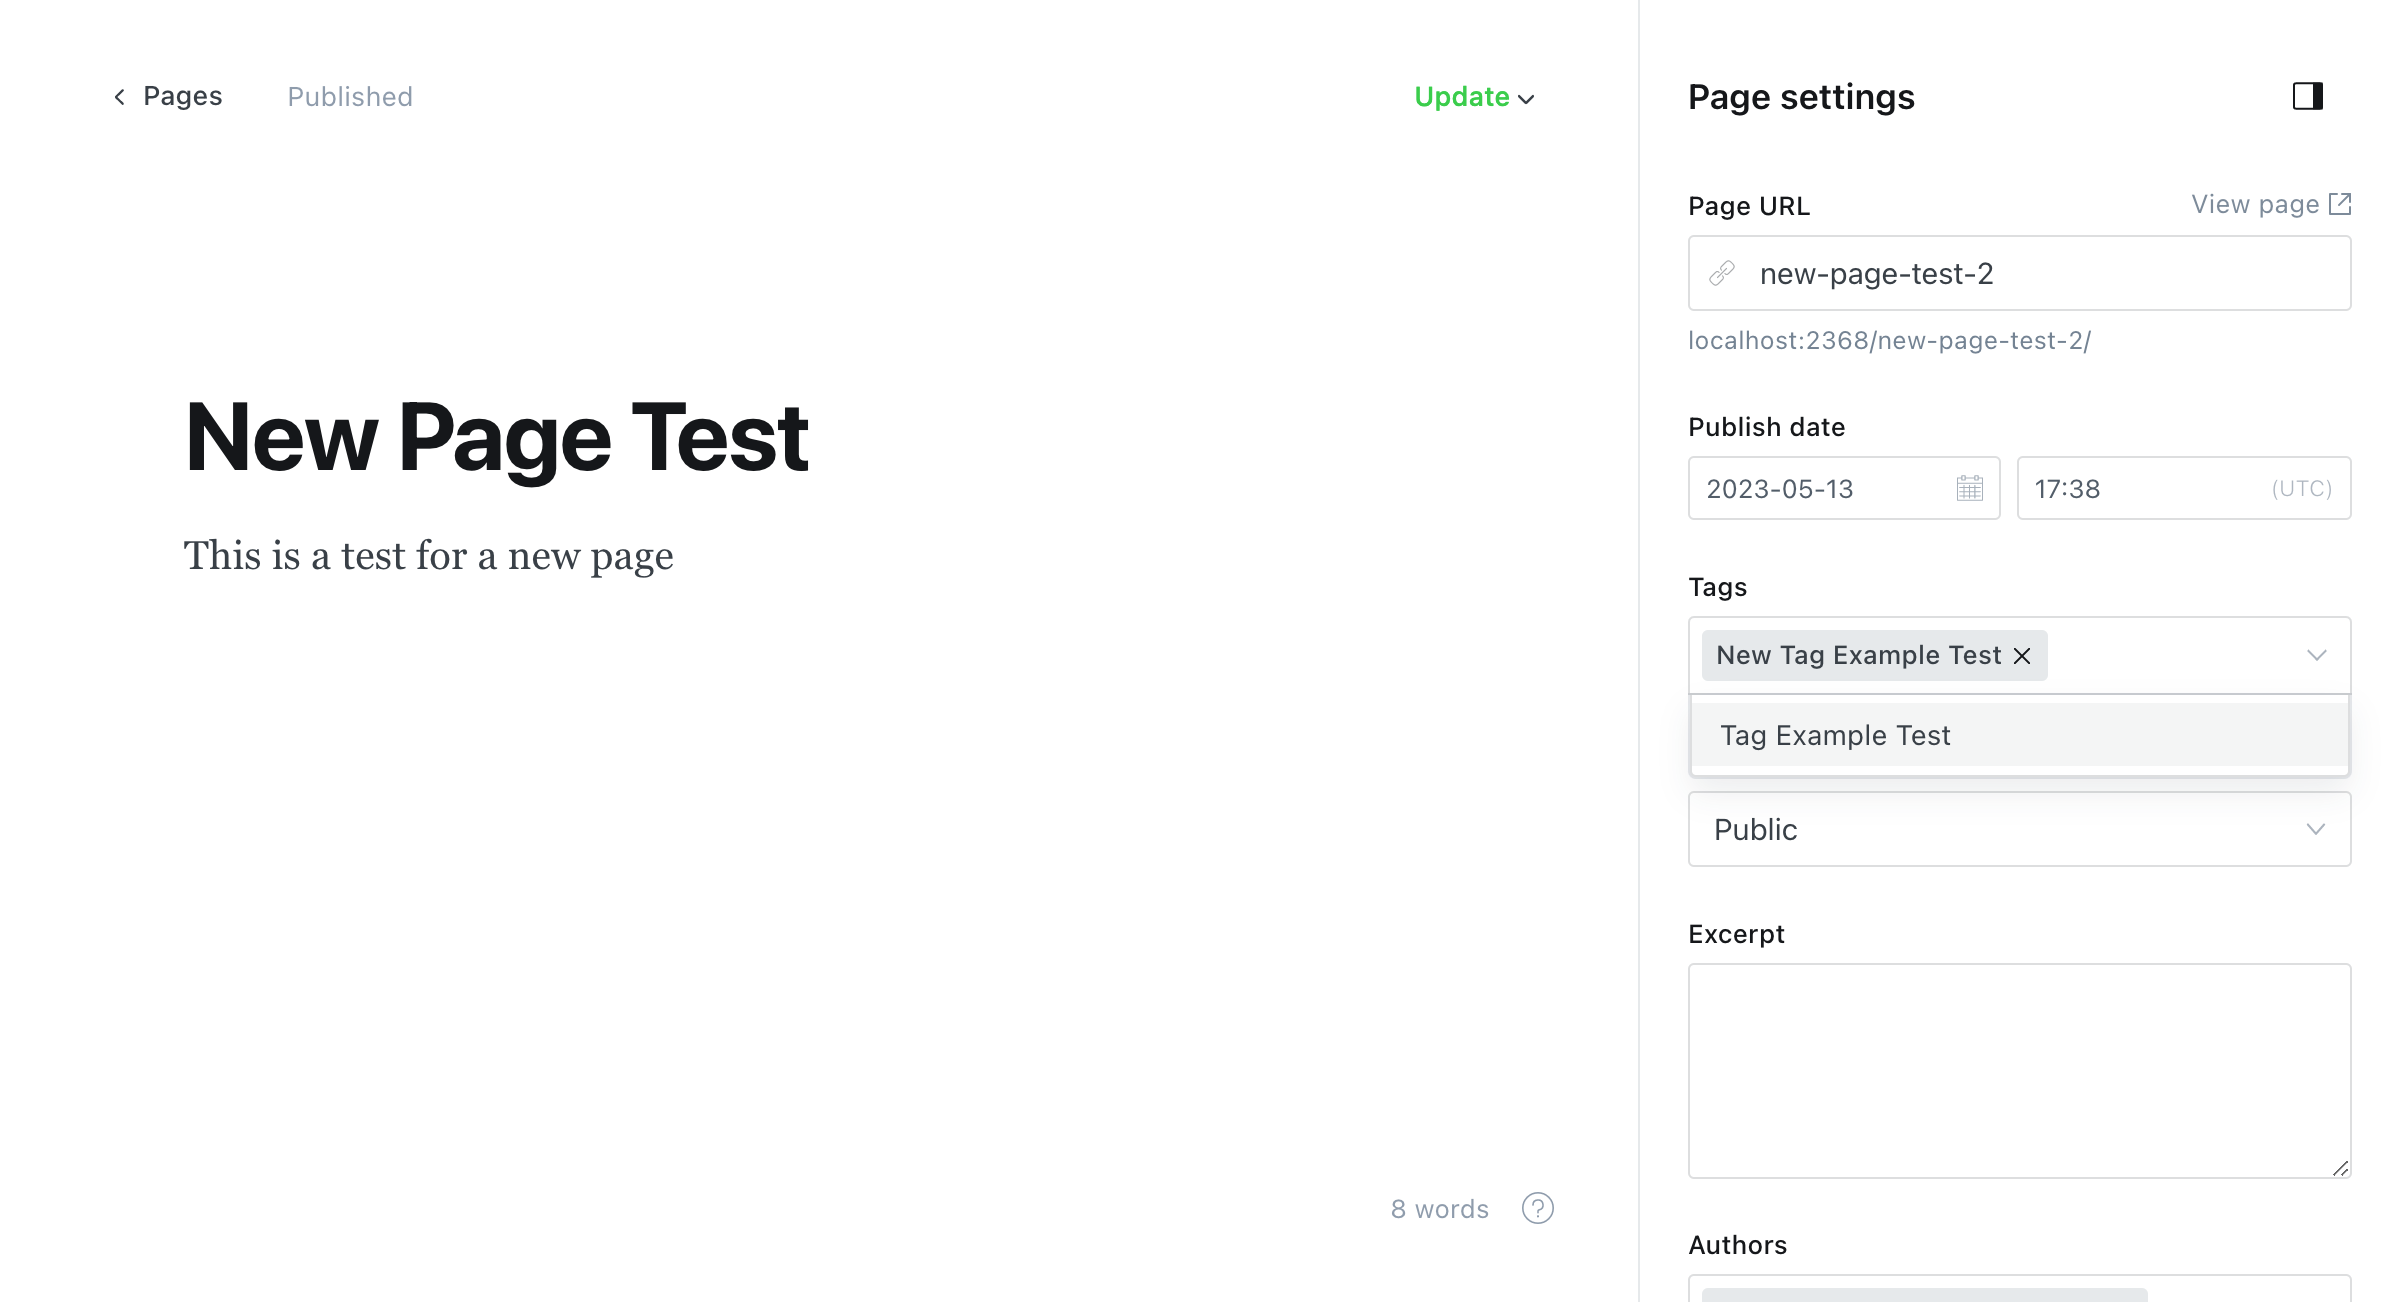 Pages
Published
Update
New Page Test
This is a test for a new page
8 words
?
Page settings
Page URL
View page
new-page-test-2
localhost:2368/new-page-test-2/
Publish date
2023-05-13
17:38
(UTC)
Tags
New Tag Example Test
Tag Example Test
Public
Excerpt
Authors